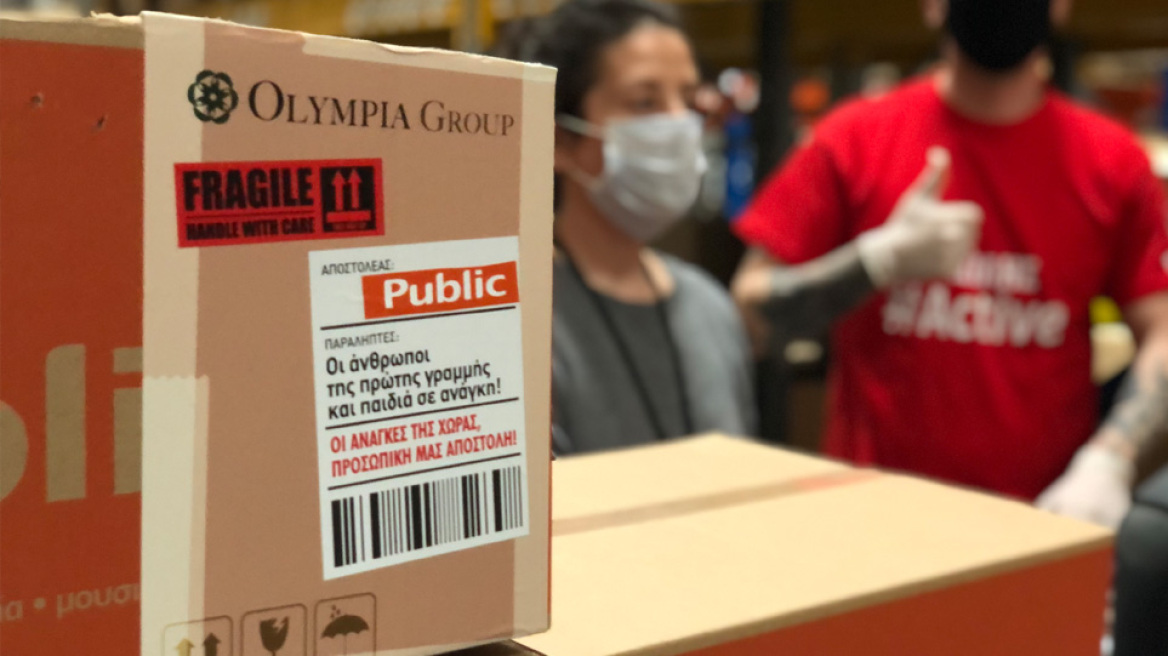 OLYMPIA GROUP
FRAGILE
HANDLE WITH CARE
ΑΠΟΣΤΟΛΕΑΣ:
Public
ΠΑΡΑΛΗΠΤΕΣ:
Οι άνθρωποι
της πρώτης γραμμής
και παιδιά σε ανάγκη!
ΟΙ ΑΝΑΓΚΕΣ ΤΗΣ ΧΩΡΑΣ,
ΠΡΟΣΩΠΙΚΗ ΜΑΣ ΑΠΟΣΤΟΛΗ!
#Active